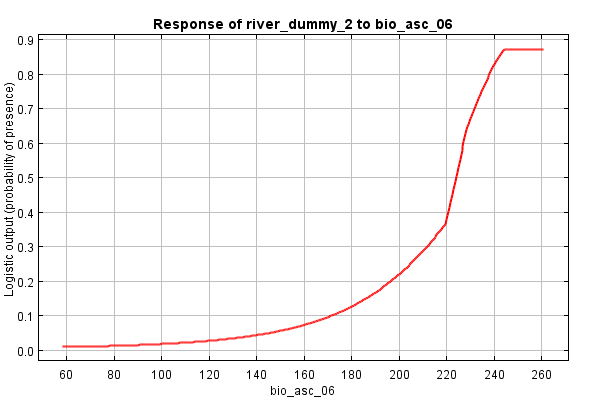 Response of river_dummy_2 to bio_asc_06
Logistic output (probability of presence)
0.9
0.8
0.7
0.6
0.5
0.4
0.3
0.2
0.1
0.0
60 80 100 120 140 160 180 200 220 240 260
bio_asc_06